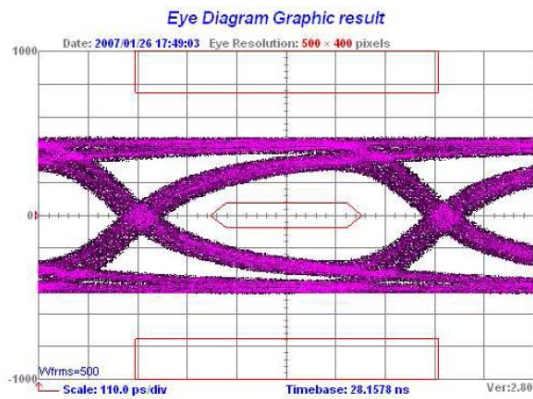 Eye Diagram Graphic result
Date: 2007/01/26 17:49:03 Eye Resolution: 500 × 400 pixels
1000
0
-1000
Wfrms=500
Scale: 110.0 ps/div Timebase: 28.1578 ns Ver:2.80